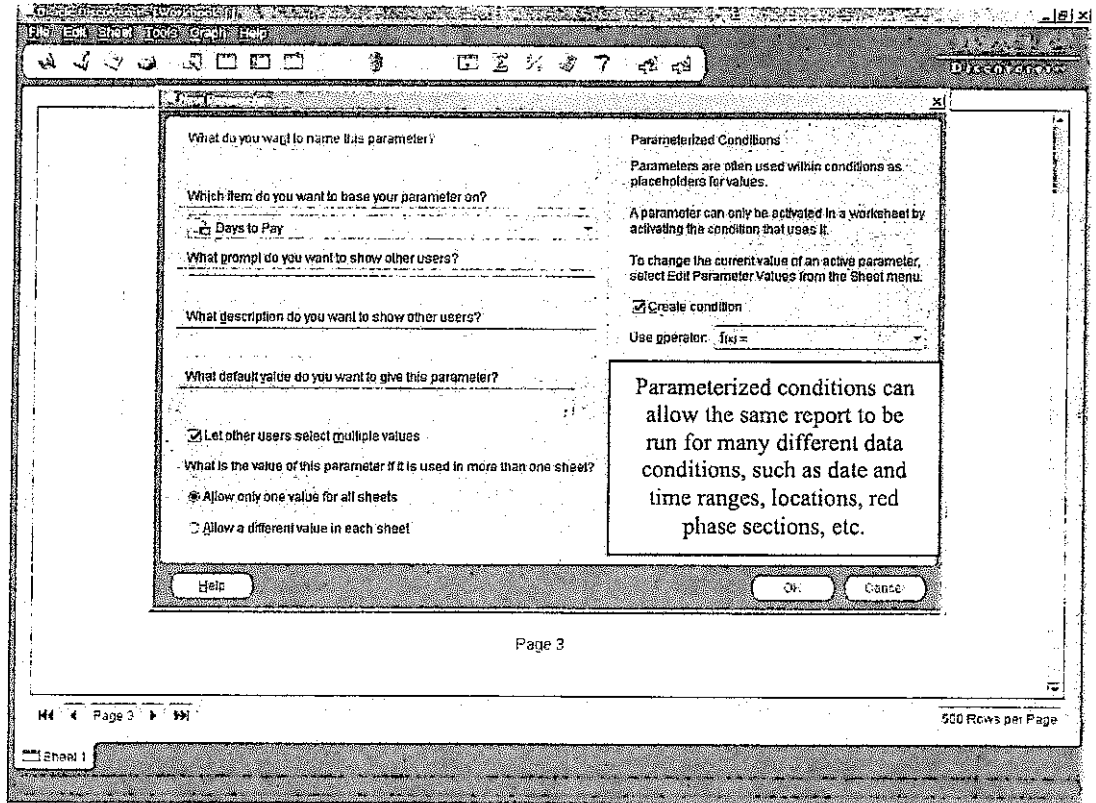 File Edit Sheet Tools Graph Help
Discoverer
What do you want to name this parameter?
Which item do you want to base your parameter on?
Days to Pay
What prompt do you want to show other users?
What description do you want to show other users?
What default value do you want to give this parameter?
Let other users select multiple values
What is the value of this parameter if it is used in more than one sheet?
Allow only one value for all sheets
Allow a different value in each sheet
Parameterized Conditions
Parameters are often used within conditions as
placeholders for values.
A parameter can only be activated in a worksheet by
activating the condition that uses it.
To change the current value of an active parameter,
select Edit Parameter Values from the Sheet menu.
Create condition
Use operator: f(x) =
Parameterized conditions can
allow the same report to be
run for many different data
conditions, such as date and
time ranges, locations, red
phase sections, etc.
Help
OK
Cancel
Page 3
Page 3
500 Rows per Page
Sheet 1